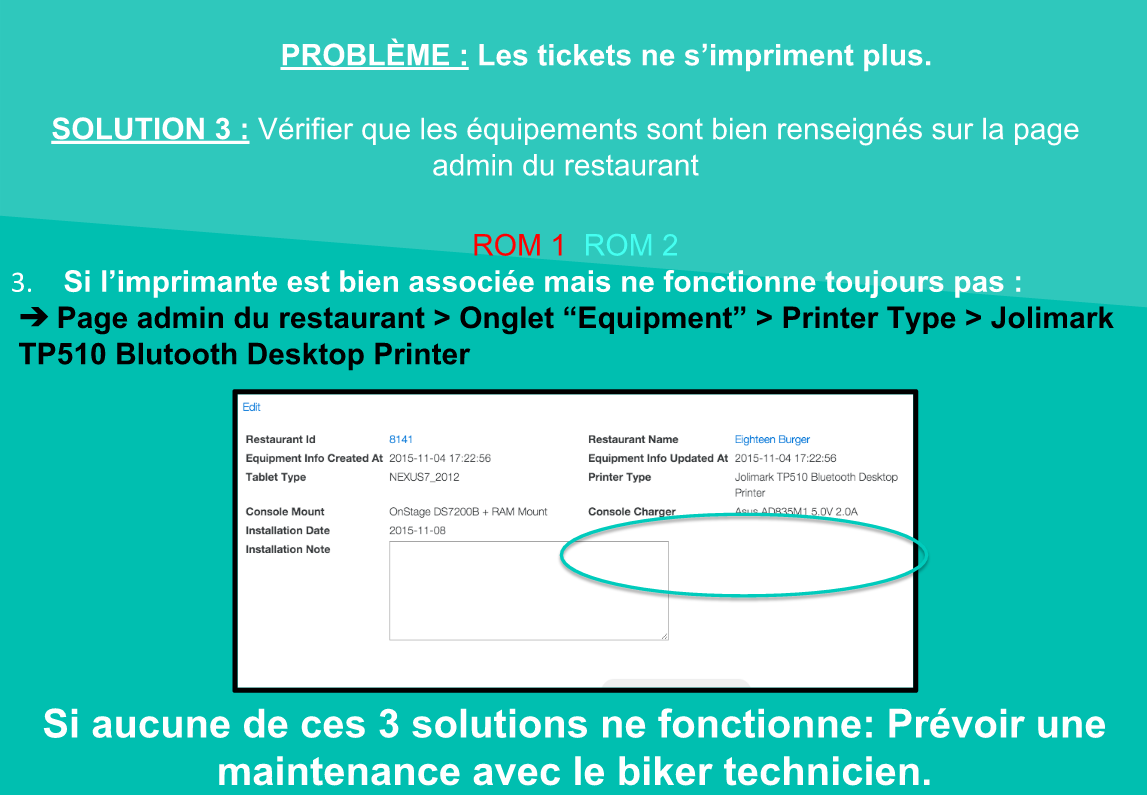 PROBLÈME : Les tickets ne s’impriment plus.
SOLUTION 3 : Vérifier que les équipements sont bien renseignés sur la page
admin du restaurant
ROM 1 ROM 2
3. Si l’imprimante est bien associée mais ne fonctionne toujours pas :
➔ Page admin du restaurant > Onglet “Equipment” > Printer Type > Jolimark
TP510 Blutooth Desktop Printer
Edit
Restaurant Id 8141 Restaurant Name Eighteen Burger
Equipment Info Created At 2015-11-04 17:22:56 Equipment Info Updated At 2015-11-04 17:22:56
Tablet Type NEXUS7_2012 Printer Type Jolimark TP510 Bluetooth Desktop
Printer
Console Mount OnStage DS7200B + RAM Mount Console Charger Asus AD835M1 5.0V 2.0A
Installation Date 2015-11-08
Installation Note
Si aucune de ces 3 solutions ne fonctionne: Prévoir une
maintenance avec le biker technicien.